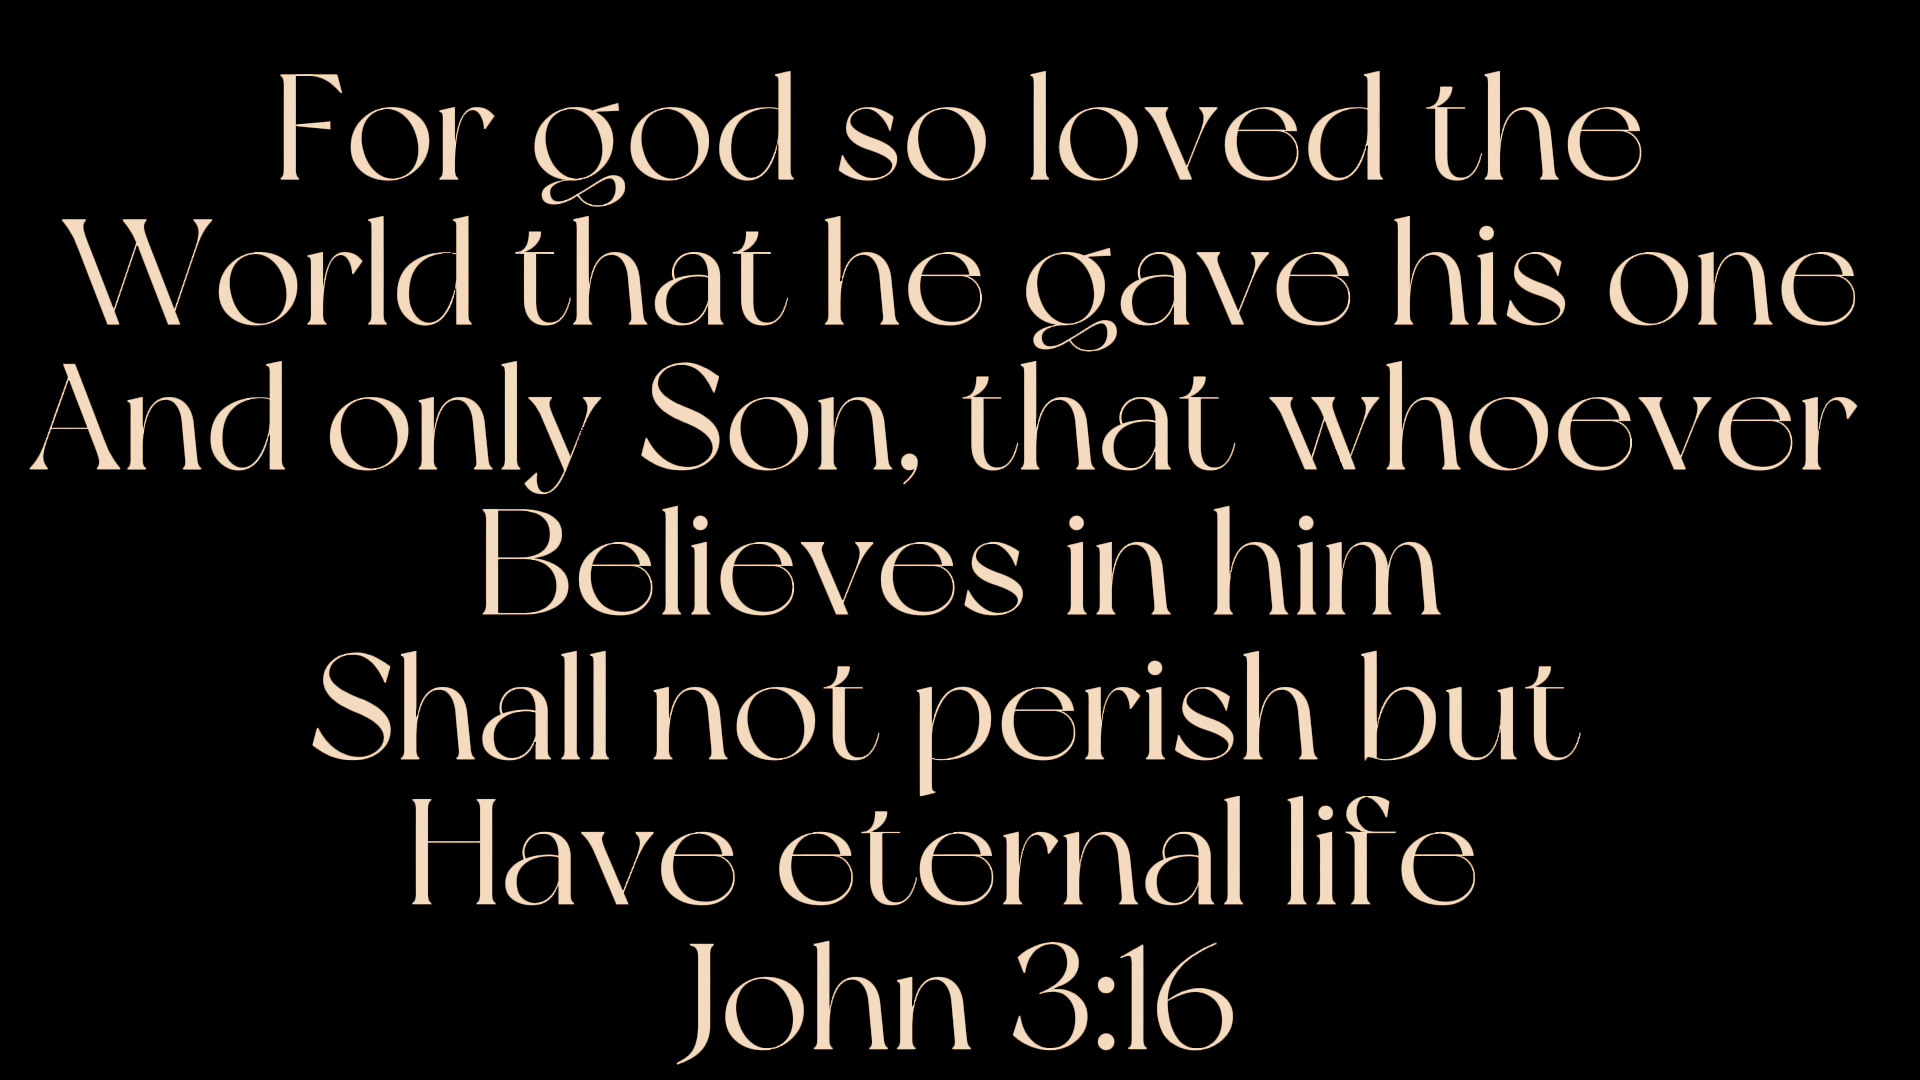 For god so loved the
World that he gave his one
And only Son, that whoever
Believes in him
Shall not perish but
Have eternal life
John 3:16